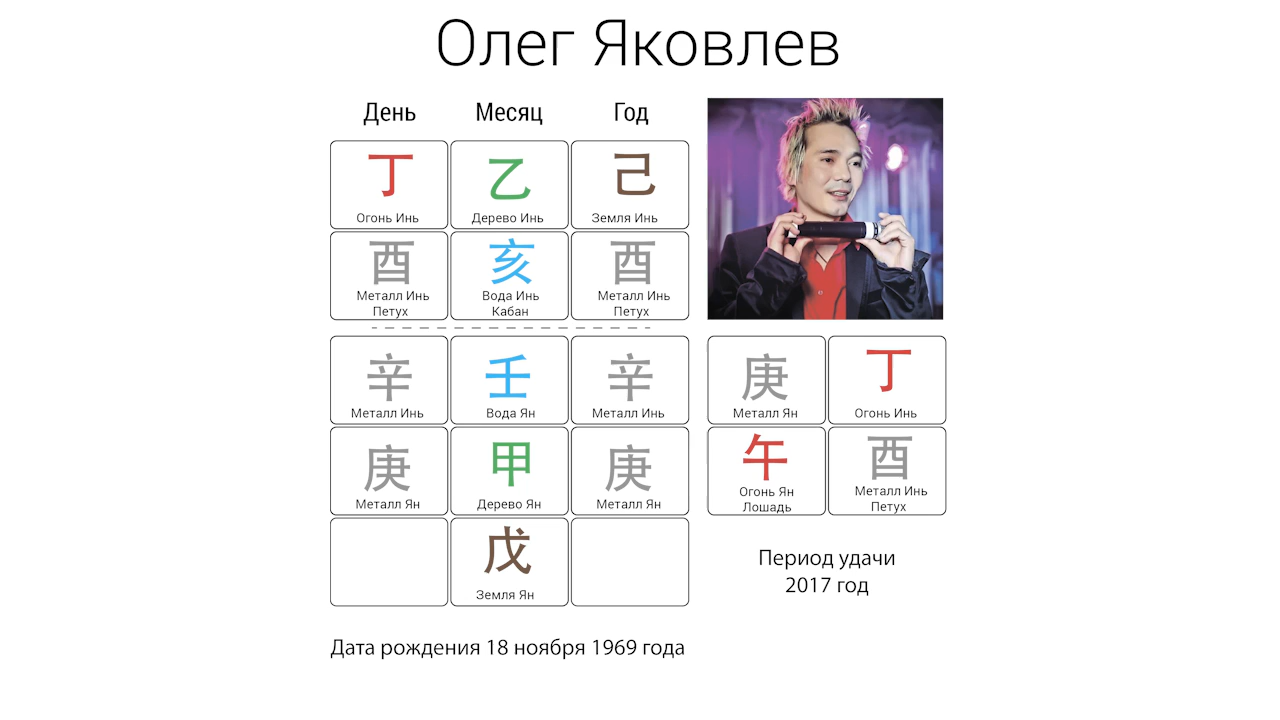 Олег Яковлев
День Месяц Год
丁 乙 己
Огонь Инь Дерево Инь Земля Инь
酉 亥 酉
Металл Инь Вода Инь Металл Инь
Петух Кабан Петух
辛 壬 辛 庚 丁
Металл Инь Вода Ян Металл Инь Металл Ян Огонь Инь
庚 甲 庚 午 酉
Металл Ян Дерево Ян Металл Ян Огонь Ян Металл Инь
Лошадь Петух
戊
Земля Ян
Период удачи
2017 год
Дата рождения 18 ноября 1969 года